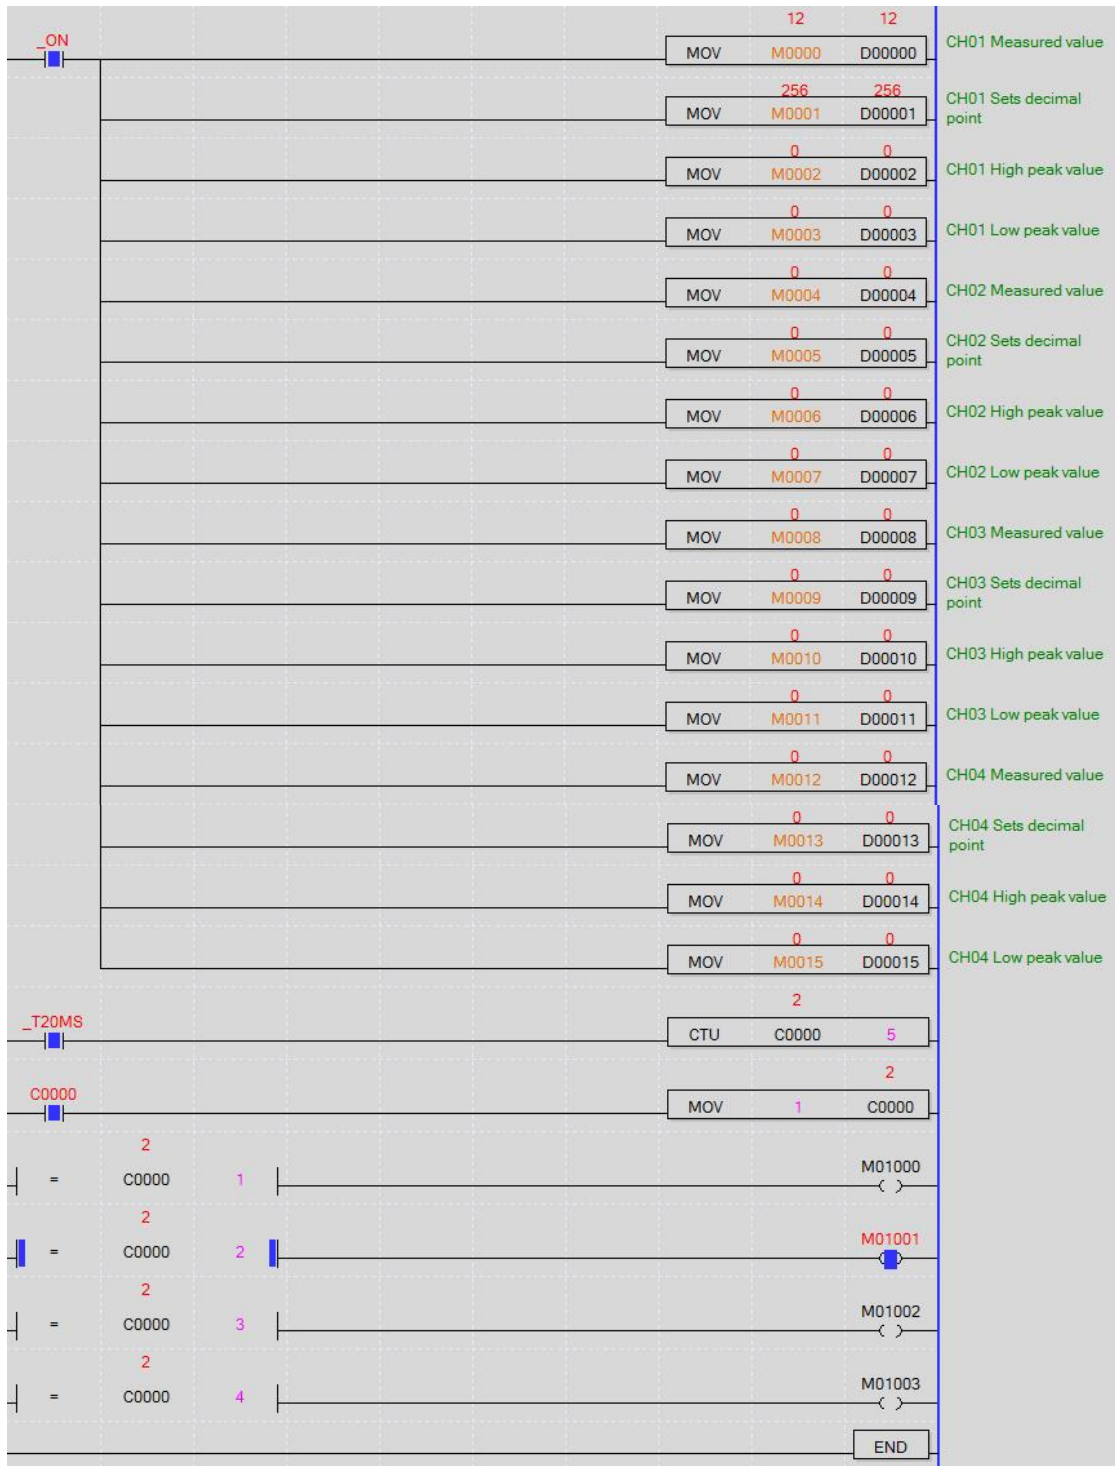 12 12
_ON
MOV M0000 D00000 CH01 Measured value
256 256
MOV M0001 D00001 CH01 Sets decimal
point
0 0
MOV M0002 D00002 CH01 High peak value
0 0
MOV M0003 D00003 CH01 Low peak value
0 0
MOV M0004 D00004 CH02 Measured value
0 0
MOV M0005 D00005 CH02 Sets decimal
point
0 0
MOV M0006 D00006 CH02 High peak value
0 0
MOV M0007 D00007 CH02 Low peak value
0 0
MOV M0008 D00008 CH03 Measured value
0 0
MOV M0009 D00009 CH03 Sets decimal
point
0 0
MOV M0010 D00010 CH03 High peak value
0 0
MOV M0011 D00011 CH03 Low peak value
0 0
MOV M0012 D00012 CH04 Measured value
0 0
MOV M0013 D00013 CH04 Sets decimal
point
0 0
MOV M0014 D00014 CH04 High peak value
0 0
MOV M0015 D00015 CH04 Low peak value
2
_T20MS
CTU C0000 5
2
C0000
MOV 1 C0000
2
= C0000 1 M01000
2
= C0000 2 M01001
2
= C0000 3 M01002
2
= C0000 4 M01003
END